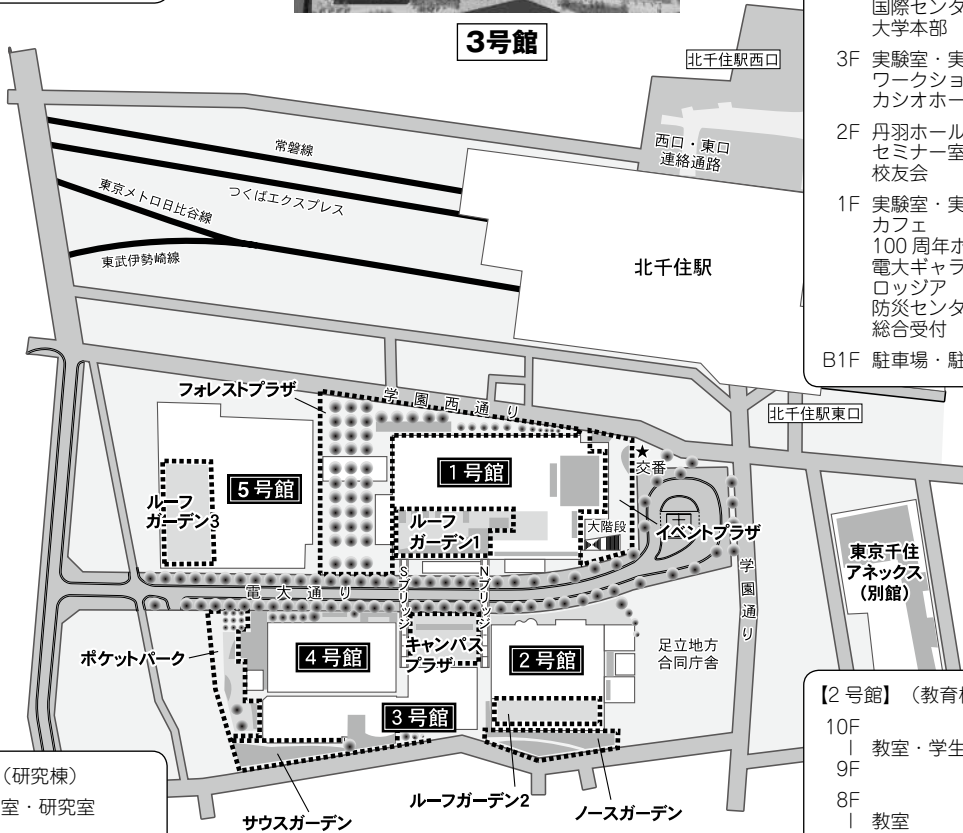 3号館
国際センタ
大学本部
3F 実験室・実
ワークショ
カシオホー
2F 丹羽ホール
セミナー室
校友会
1F 実験室・実
カフェ
100 周年ホ
電大ギャラ
ロッジア
防災センタ
総合受付
B1F 駐車場・駐
北千住駅西口
西口・東口
連絡通路
常磐線
つくばエクスプレス
東京メトロ日比谷線
東武伊勢崎線
北千住駅
北千住駅東口
フォレストプラザ
学園西通り
1号館
★
交番
5号館
ルーフ
ガーデン3
ルーフ
ガーデン1
大階段
イベントプラザ
東京千住
アネックス
(別館)
電大通り
Sブリッジ
Nブリッジ
学園通り
キャンパス
プラザ
4号館
2号館
足立地方
合同庁舎
ポケットパーク
3号館
ルーフガーデン2
ノースガーデン
サウスガーデン
(研究棟)
室・研究室
【2 号館】(教育棟
10F
| 教室・学生
9F
8F
| 教室